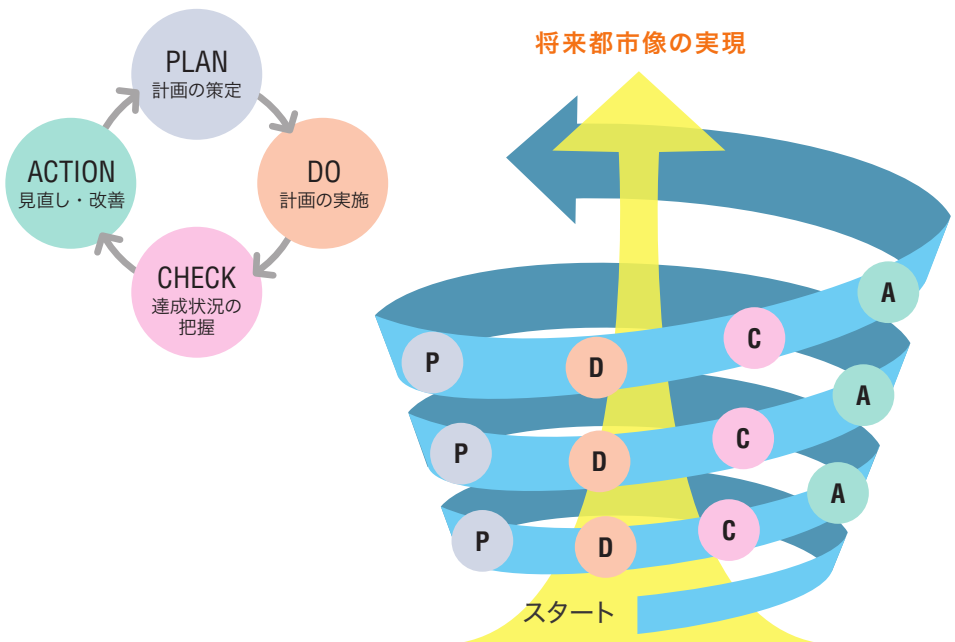 PLAN
計画の策定
DO
計画の実施
CHECK
達成状況の
把握
ACTION
見直し・改善
将来都市像の実現
A
C
D
P
A
C
D
P
A
C
D
P
スタート